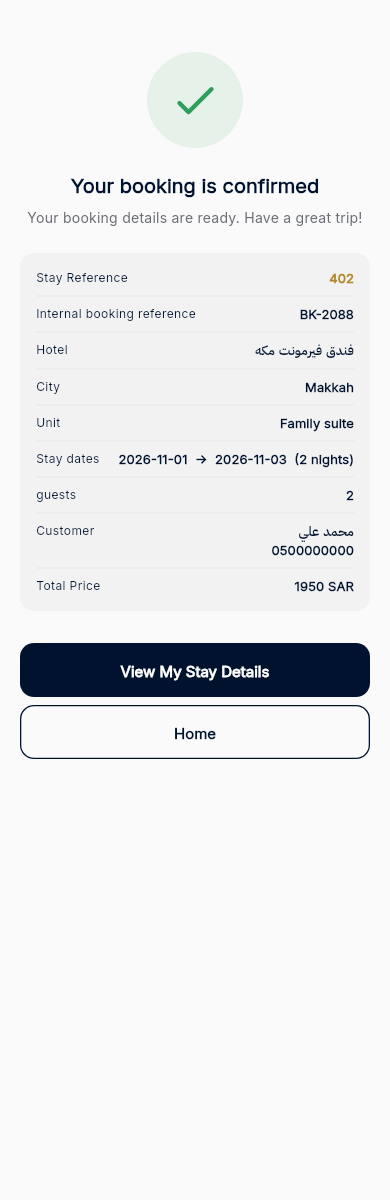 Your booking is confirmed
Your booking details are ready. Have a great trip!
Stay Reference 402
Internal booking reference BK-2088
Hotel فندق فيرمونت مكه
City Makkah
Unit Family suite
Stay dates 2026-11-01 → 2026-11-03 (2 nights)
guests 2
Customer محمد علي
0500000000
Total Price 1950 SAR
View My Stay Details
Home